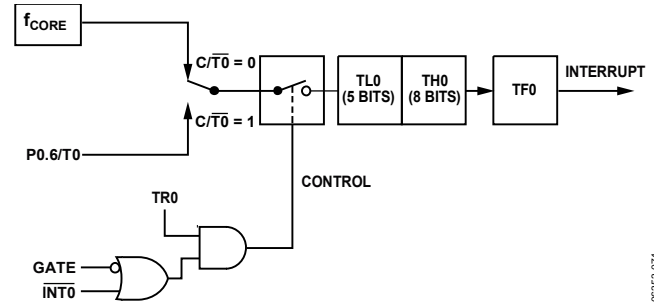 fCORE
C/T0 = 0
C/T0 = 1
P0.6/T0
TL0
(5 BITS)
TH0
(8 BITS)
TF0
INTERRUPT
CONTROL
TR0
GATE
INT0